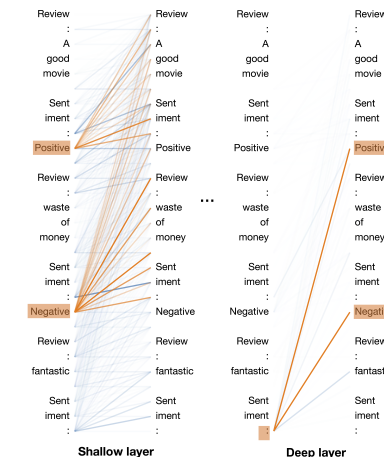 Review
:
A
good
movie
Sent
iment
:
Positive
Review
:
waste
of
money
Sent
iment
:
Negative
Review
:
fantastic
Sent
iment
:
Review
:
A
good
movie
Sent
iment
:
Positive
Review
:
waste
of
money
Sent
iment
:
Negative
Review
:
fantastic
Sent
iment
:
Shallow layer
...
Review
:
A
good
movie
Sent
iment
:
Positive
Review
:
waste
of
money
Sent
iment
:
Negative
Review
:
fantastic
Sent
iment
:
Review
:
A
good
movie
Sent
iment
:
Positiv
Review
:
waste
of
money
Sent
iment
:
Negati
Review
:
fantast
Sent
iment
:
Deep layer